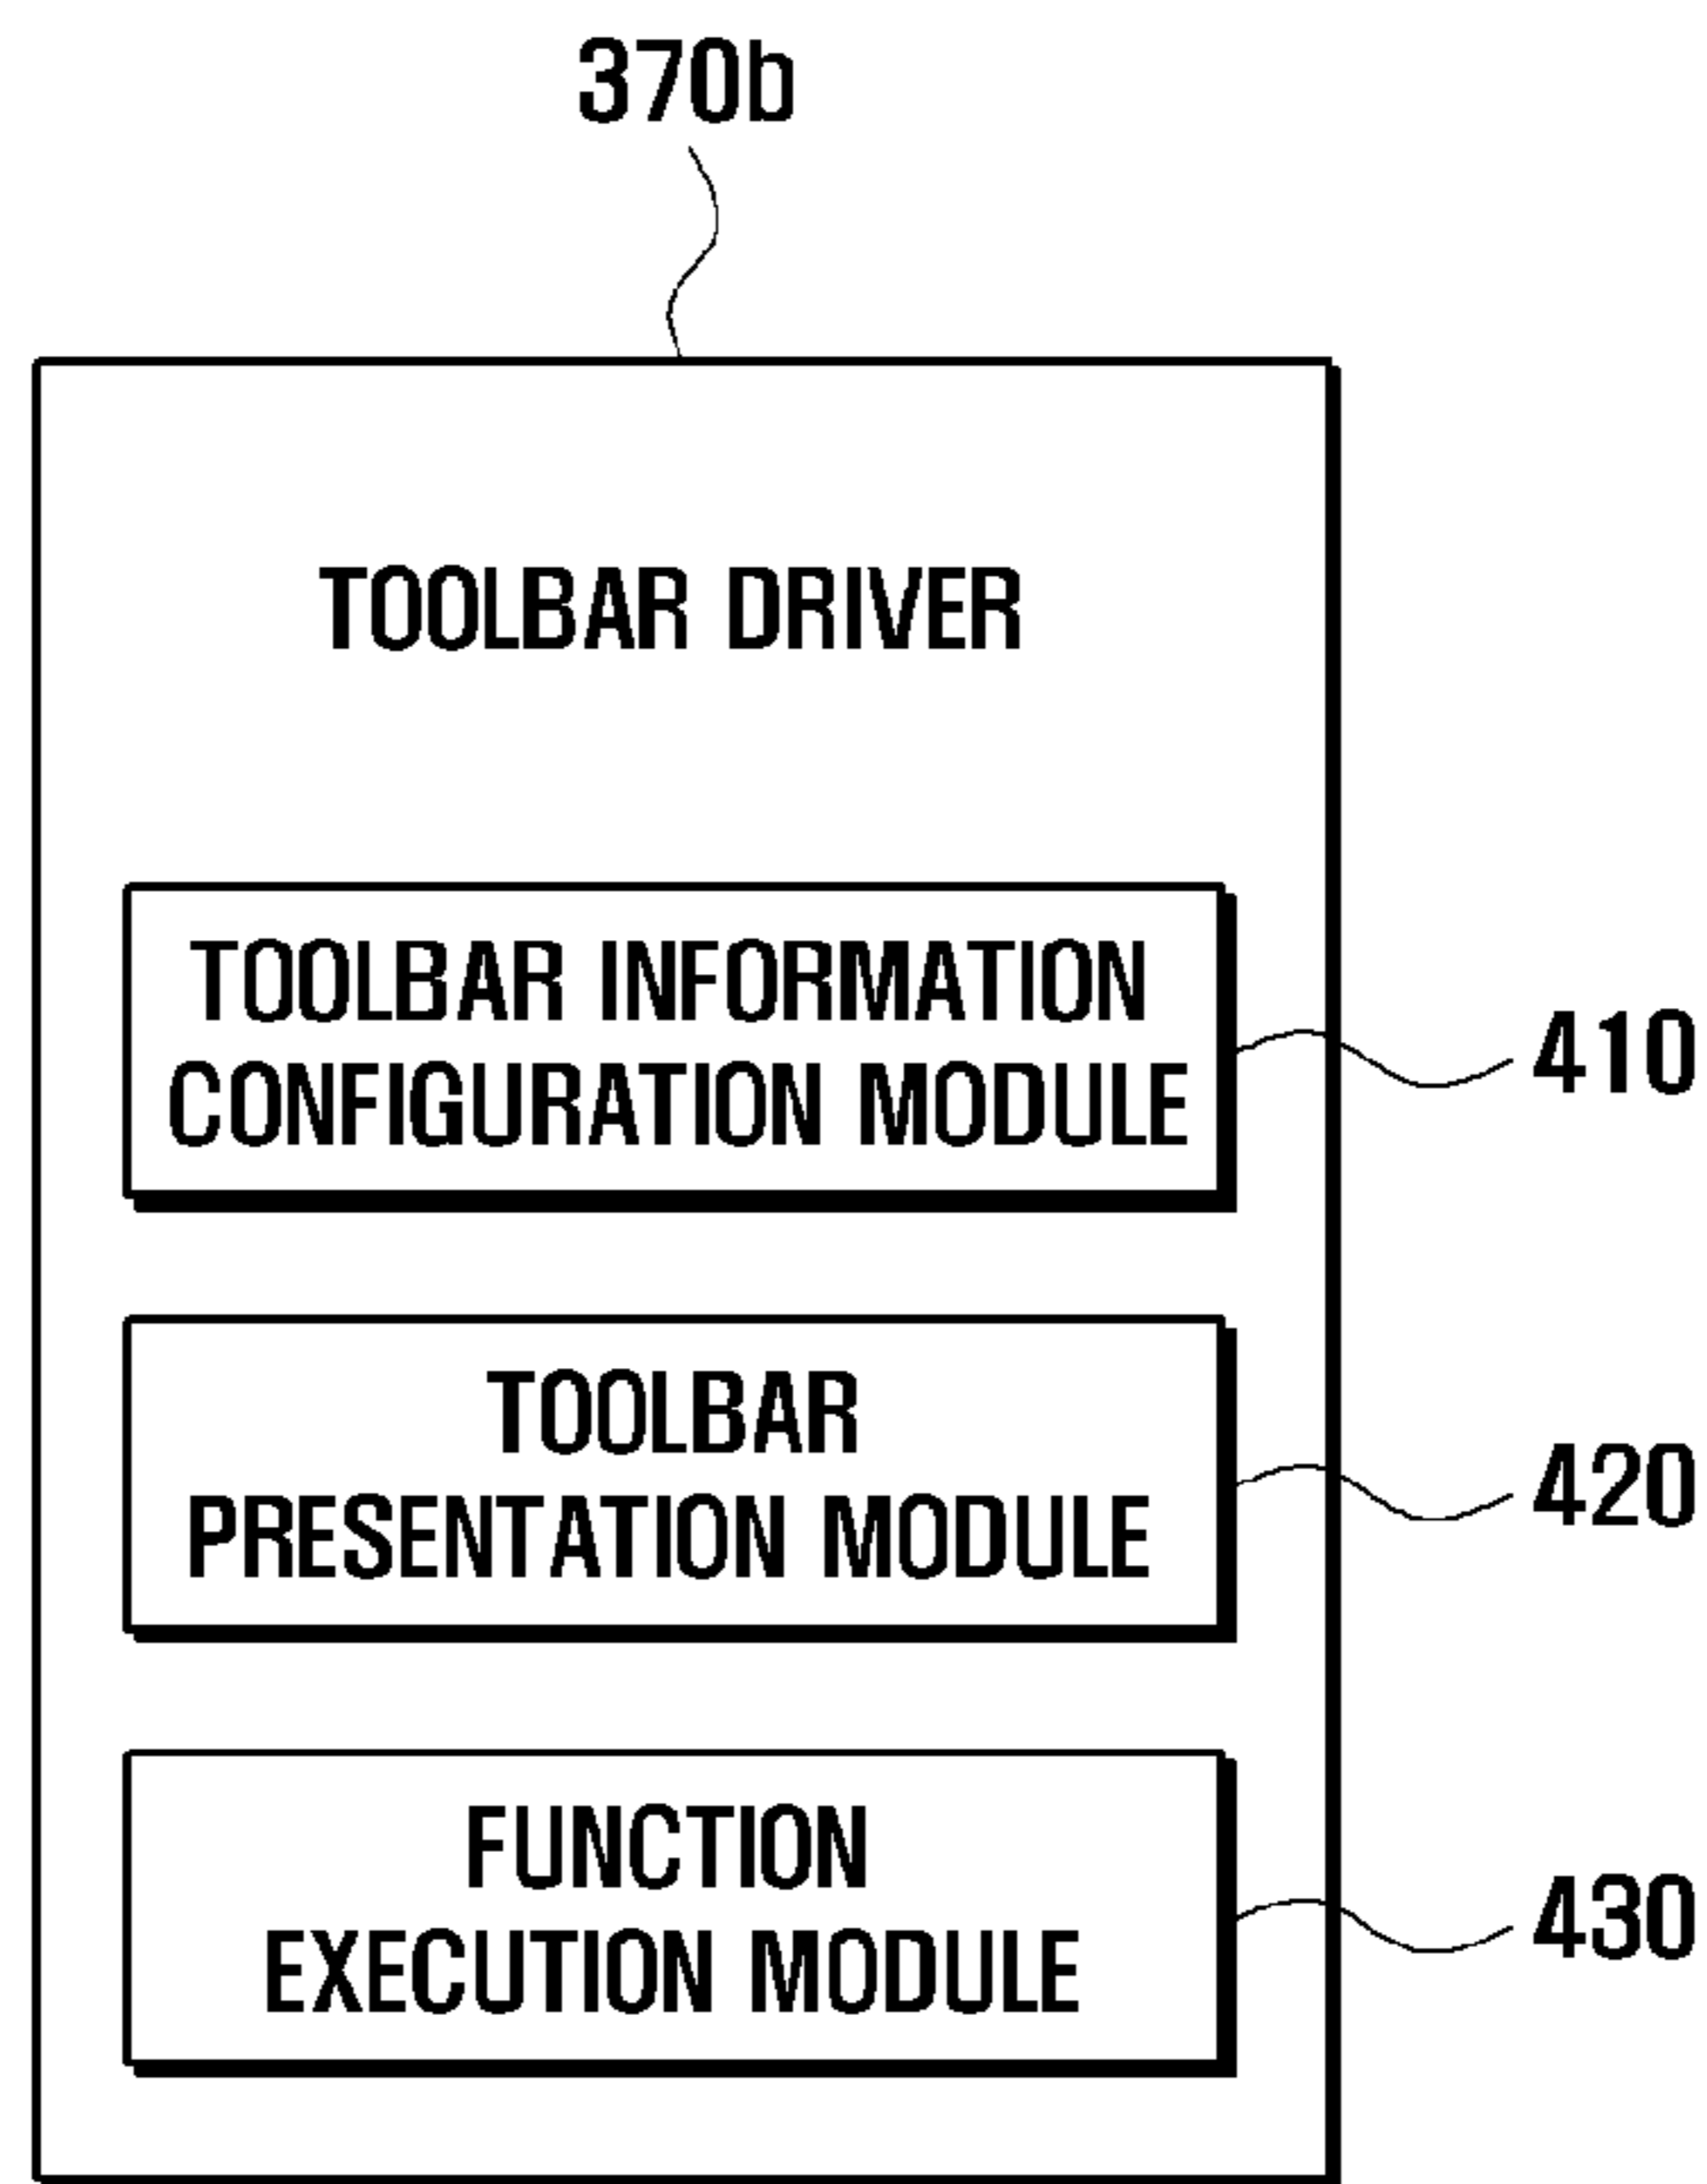 370b
TOOLBAR DRIVER
TOOLBAR INFORMATION
CONFIGURATION MODULE
410
TOOLBAR
PRESENTATION MODULE
420
FUNCTION
EXECUTION MODULE
430